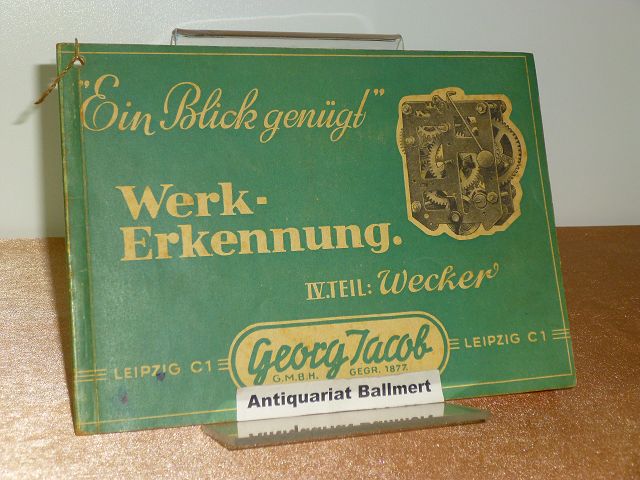 "Ein Blick genügt"
Werk-
Erkennung.
IV. TEIL: Wecker
LEIPZIG C1 Georg Jacob LEIPZIG C1
G.M.B.H. GEGR. 1877.
Antiquariat Ballmert